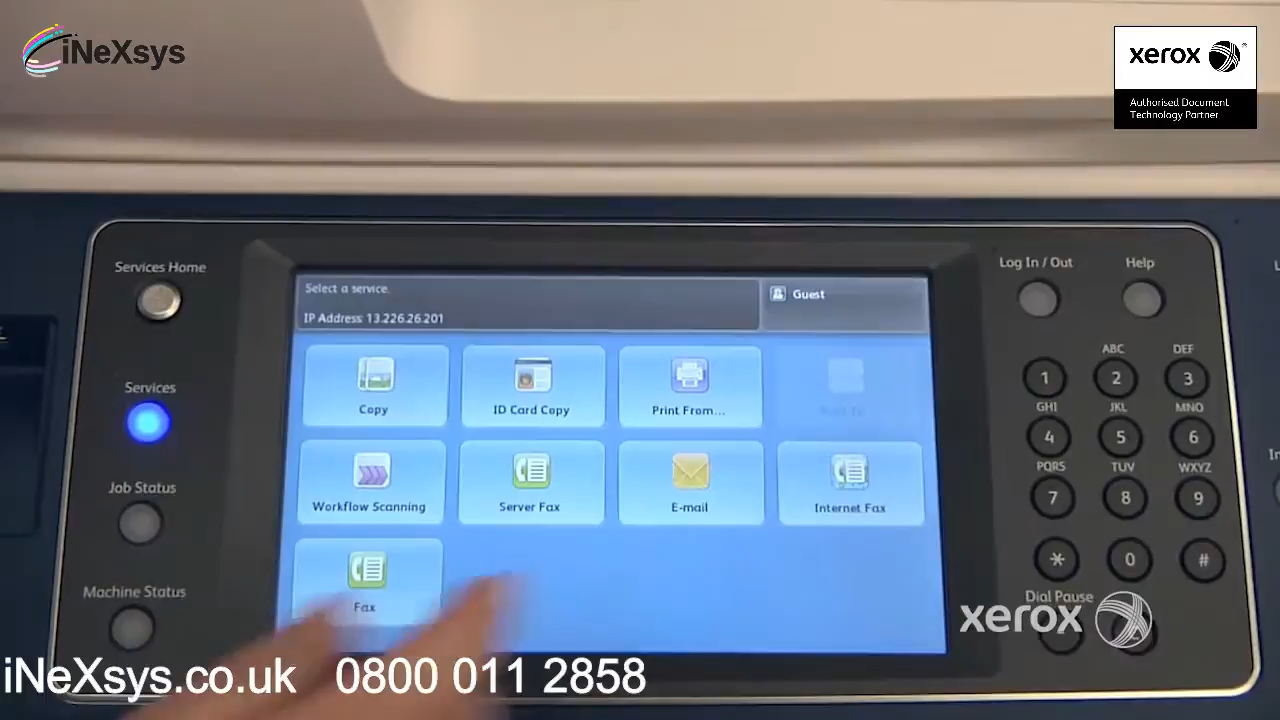 iNeXsys
xerox
Authorised Document
Technology Partner
Services Home
Log In / Out
Help
Select a service.
Guest
IP Address: 13.226.26.201
Copy
ID Card Copy
Print From...
Services
Workflow Scanning
Server Fax
E-mail
Internet Fax
Job Status
Fax
Machine Status
1
ABC
2
DEF
3
GHI
4
JKL
5
MNO
6
PQRS
7
TUV
8
WXYZ
9
*
0
#
Dial Pause
xerox
iNeXsys.co.uk 0800 011 2858